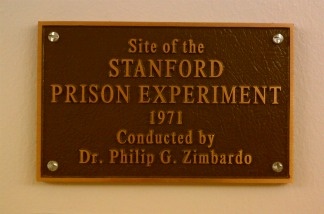 Site of the
STANFORD
PRISON EXPERIMENT
1971
Conducted by
Dr. Philip G. Zimbardo